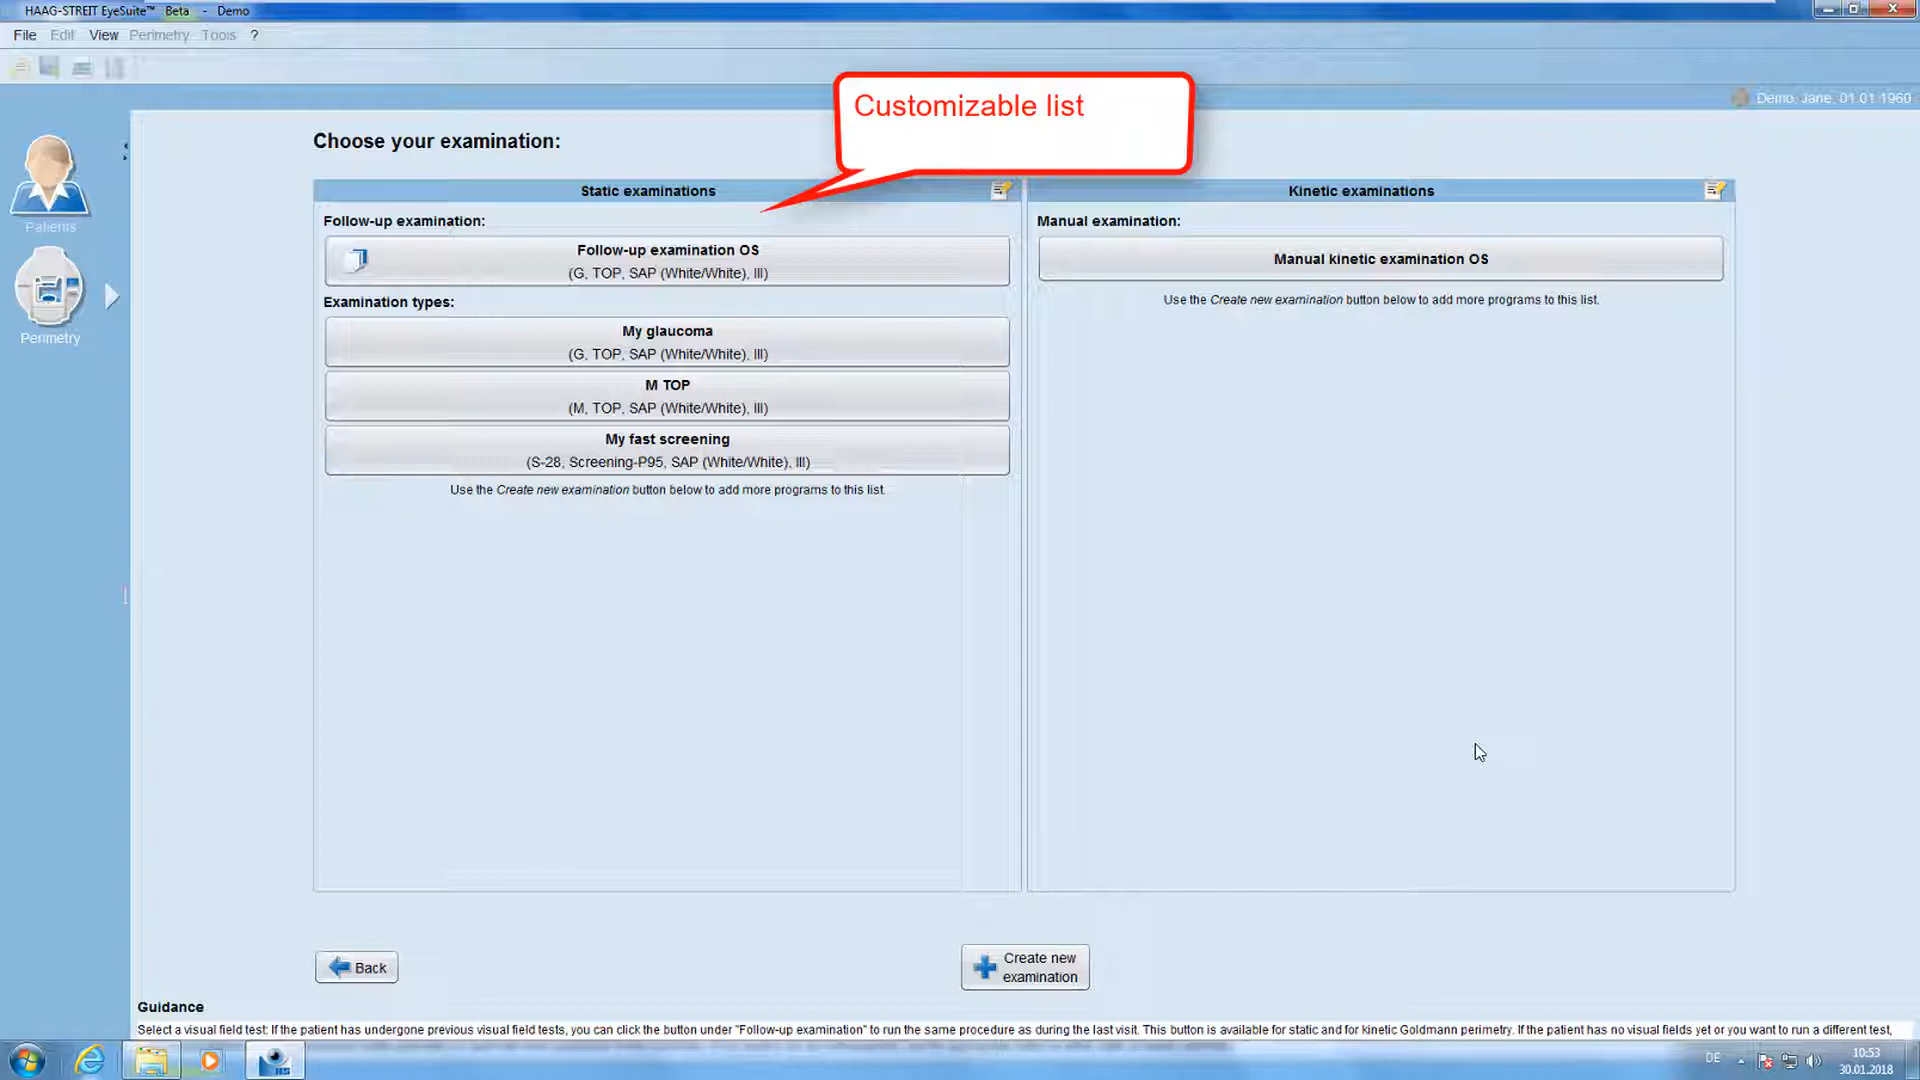 HAAG-STREIT EyeSuite™ Beta - Demo
File Edit View Perimetry Tools ?
Demo, Jane, 01.01.1960
Customizable list
Choose your examination:
Patients
Perimetry
Static examinations
Follow-up examination:
Follow-up examination OS
(G, TOP, SAP (White/White), III)
Examination types:
My glaucoma
(G, TOP, SAP (White/White), III)
M TOP
(M, TOP, SAP (White/White), III)
My fast screening
(S-28, Screening-P95, SAP (White/White), III)
Use the Create new examination button below to add more programs to this list.
Kinetic examinations
Manual examination:
Manual kinetic examination OS
Use the Create new examination button below to add more programs to this list.
Back
Create new
examination
Guidance
Select a visual field test: If the patient has undergone previous visual field tests, you can click the button under "Follow-up examination" to run the same procedure as during the last visit. This button is available for static and for kinetic Goldmann perimetry. If the patient has no visual fields yet or you want to run a different test,
DE
10:53
30.01.2018